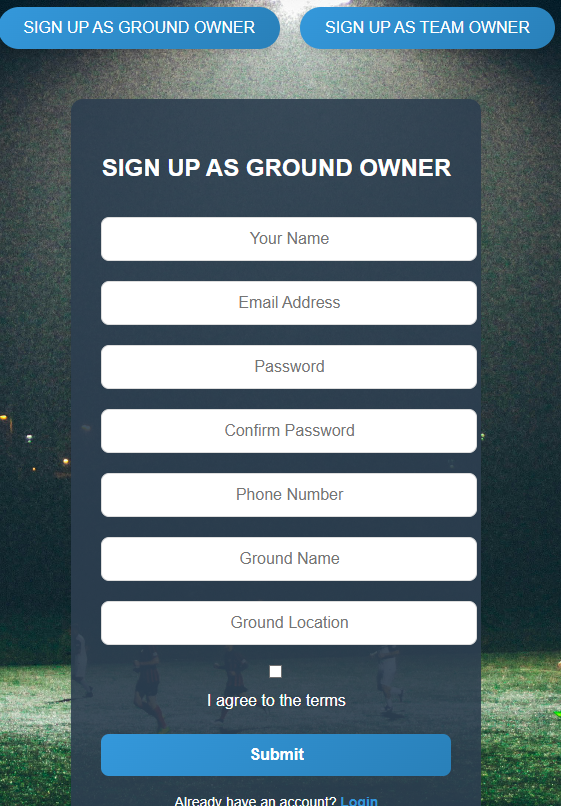 SIGN UP AS GROUND OWNER
SIGN UP AS TEAM OWNER
SIGN UP AS GROUND OWNER
Your Name
Email Address
Password
Confirm Password
Phone Number
Ground Name
Ground Location
I agree to the terms
Submit
Already have an account? Login